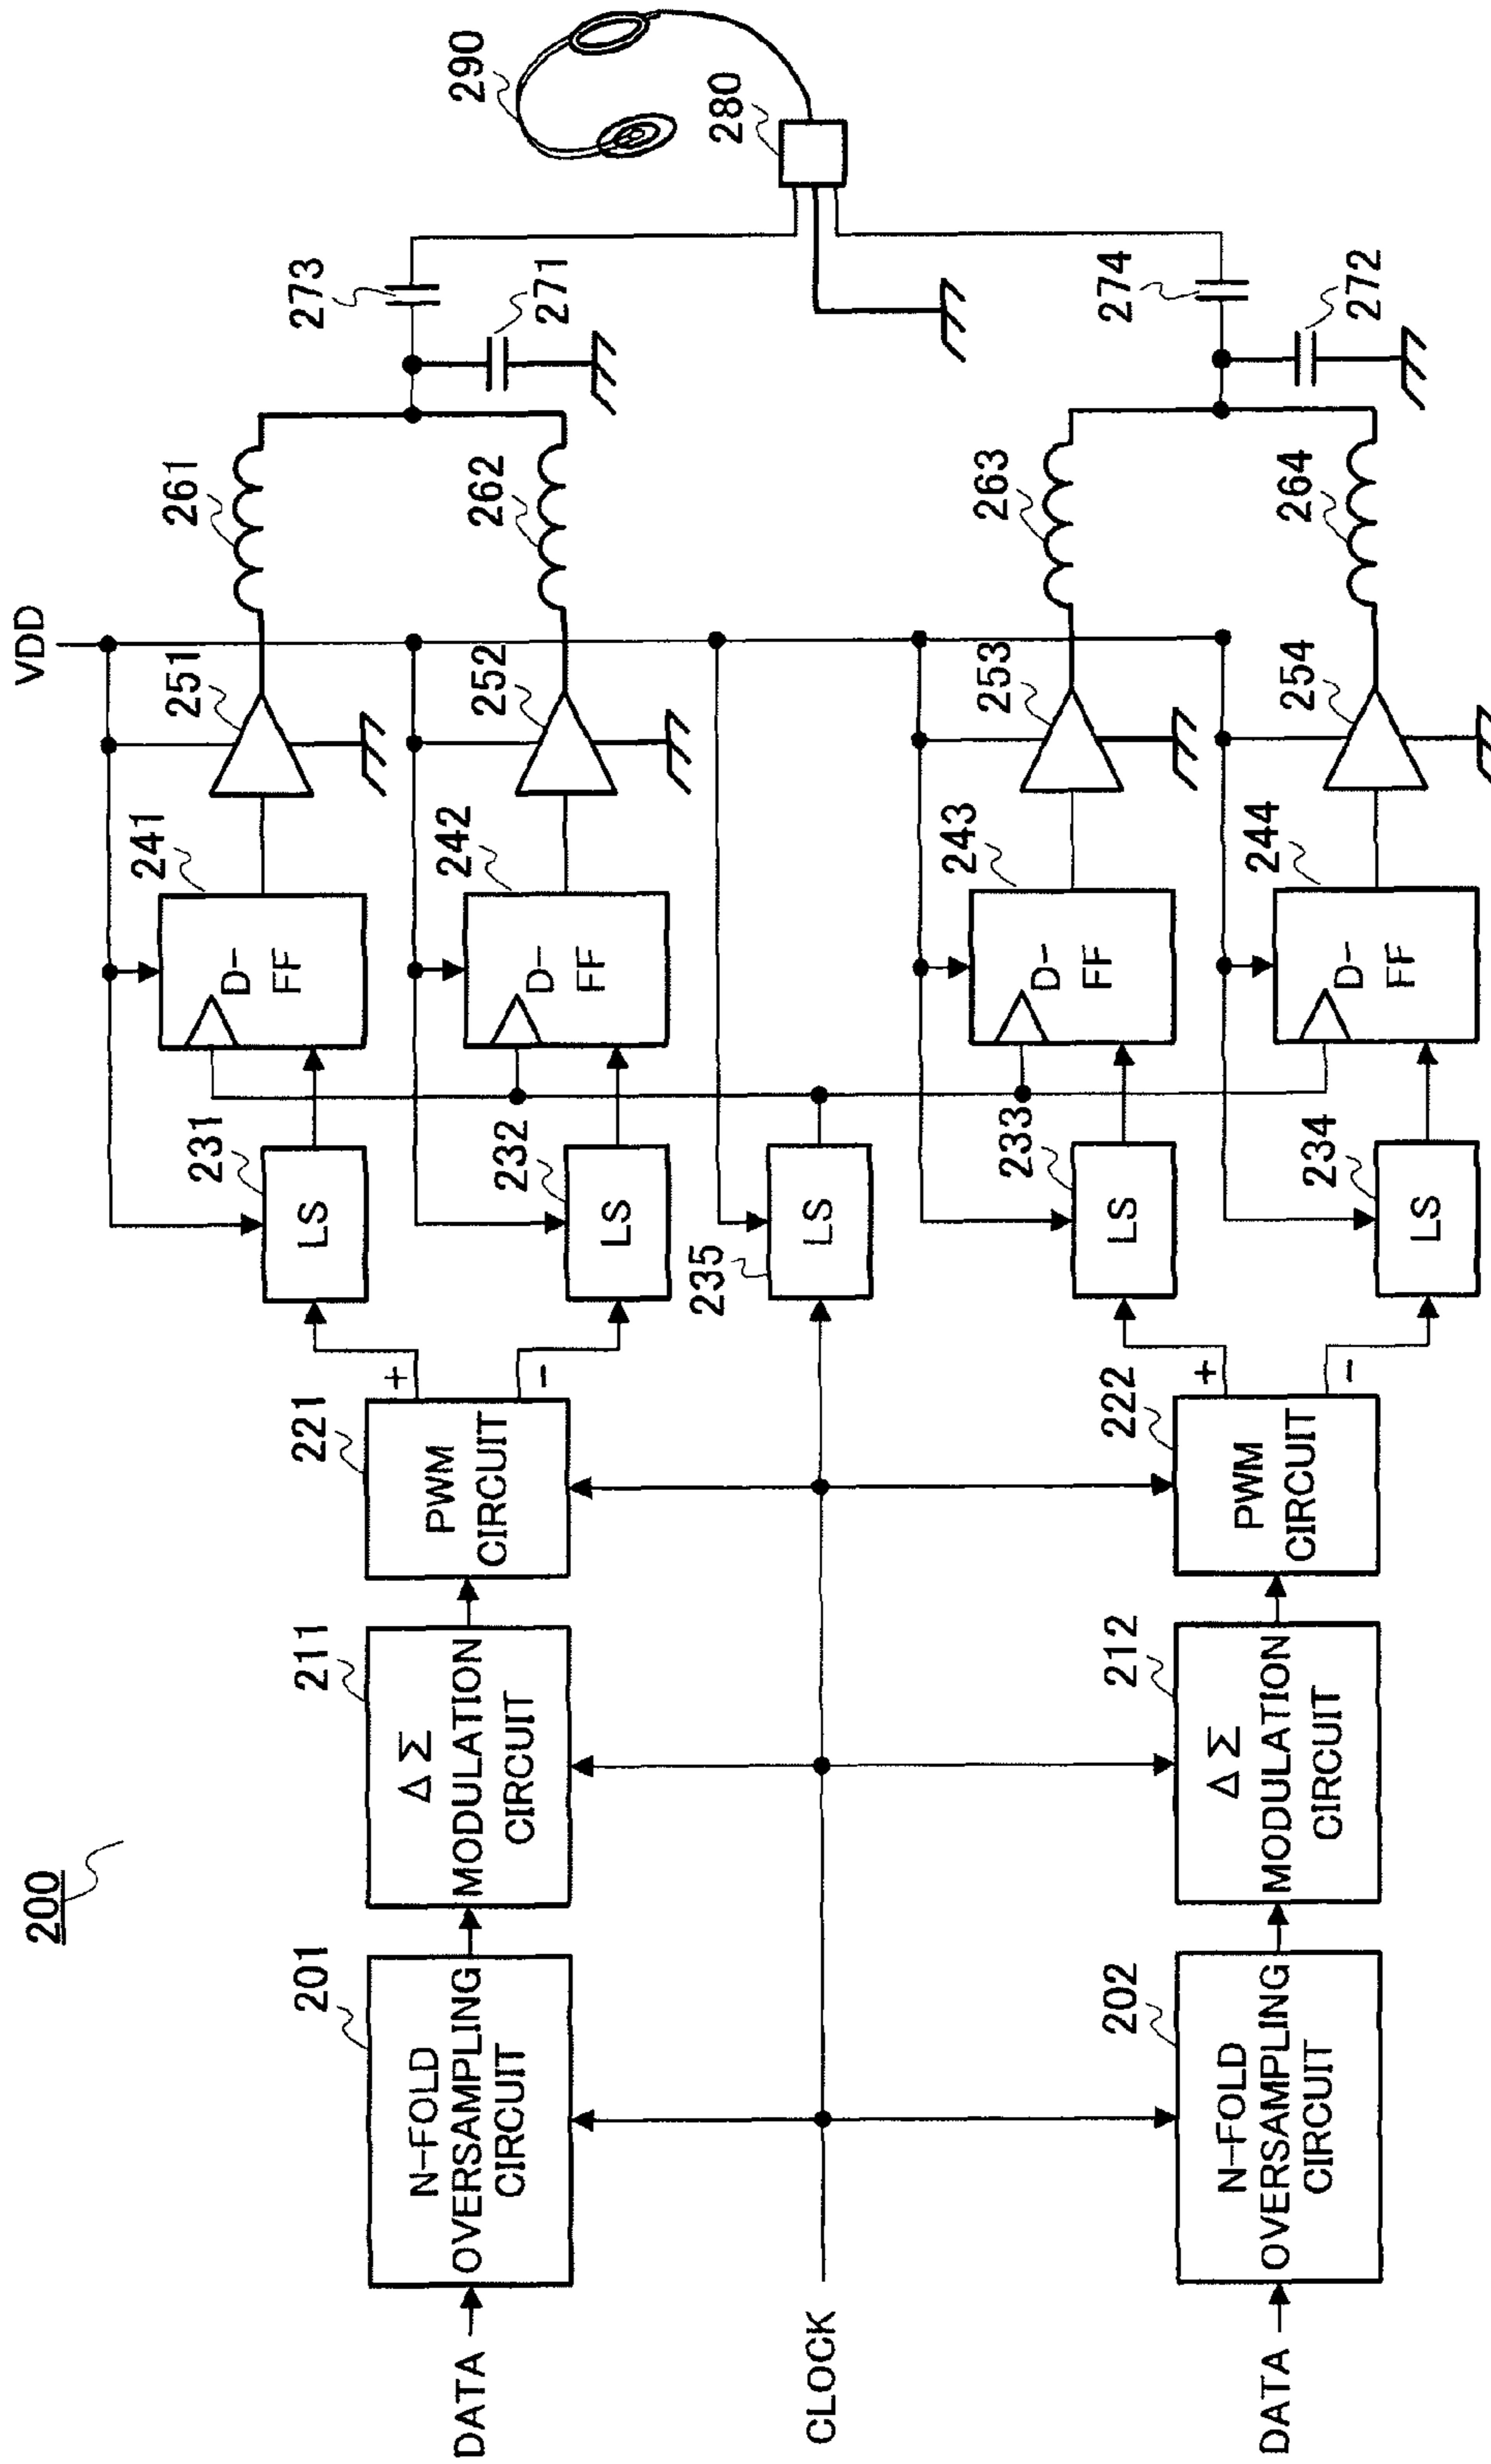 200
VDD
DATA
201
N-FOLD
OVERSAMPLING
CIRCUIT
211
Δ Σ
MODULATION
CIRCUIT
221
PWM
CIRCUIT
+
−
231
LS
232
LS
241
D-
FF
242
D-
FF
251
252
261
262
273
271
290
280
CLOCK
235
LS
DATA
202
N-FOLD
OVERSAMPLING
CIRCUIT
212
Δ Σ
MODULATION
CIRCUIT
222
PWM
CIRCUIT
+
−
233
LS
234
LS
243
D-
FF
244
D-
FF
253
254
263
264
274
272